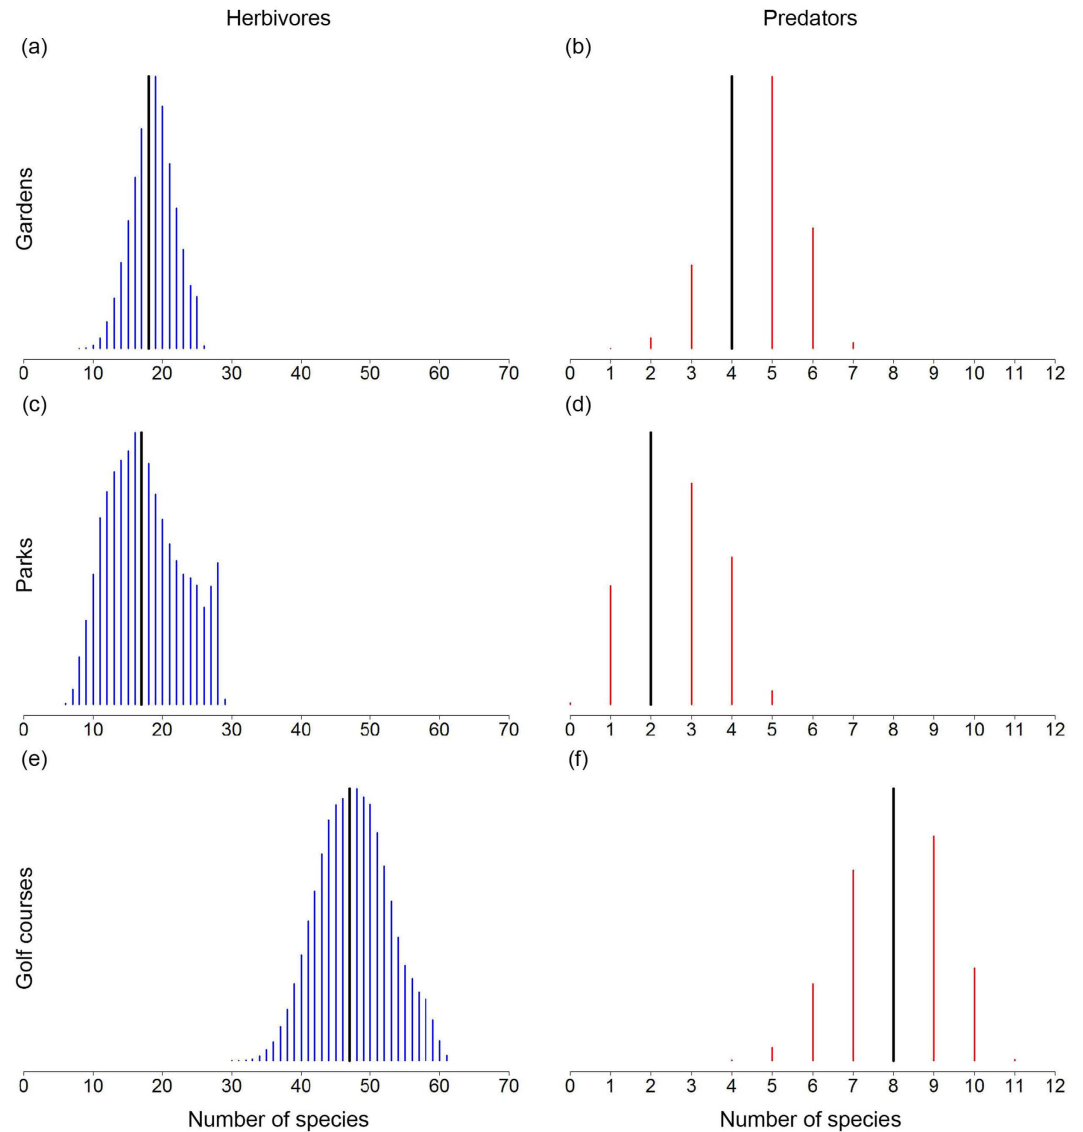 Herbivores Predators
(a) (b)
Gardens
0 10 20 30 40 50 60 70 0 1 2 3 4 5 6 7 8 9 10 11 12
(c) (d)
Parks
0 10 20 30 40 50 60 70 0 1 2 3 4 5 6 7 8 9 10 11 12
(e) (f)
Golf courses
0 10 20 30 40 50 60 70 0 1 2 3 4 5 6 7 8 9 10 11 12
Number of species Number of species